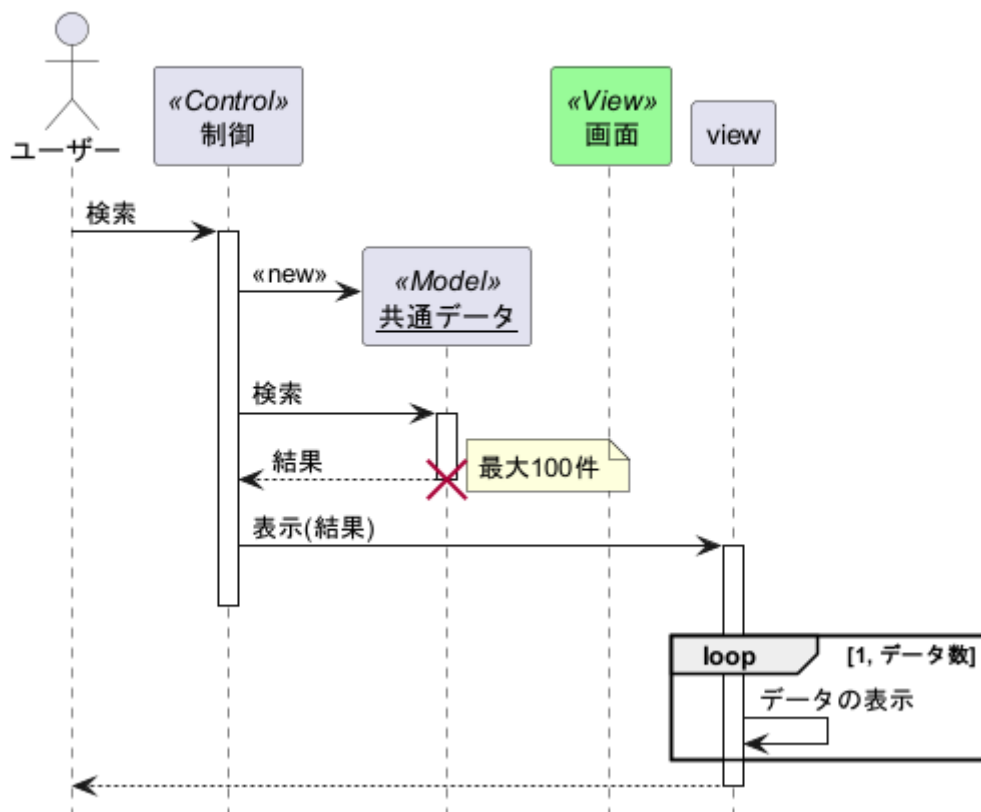 ユーザー
«Control»
制御
«View»
画面
view
検索
«new»
«Model»
共通データ
検索
結果
最大100件
表示(結果)
loop
[1, データ数]
データの表示